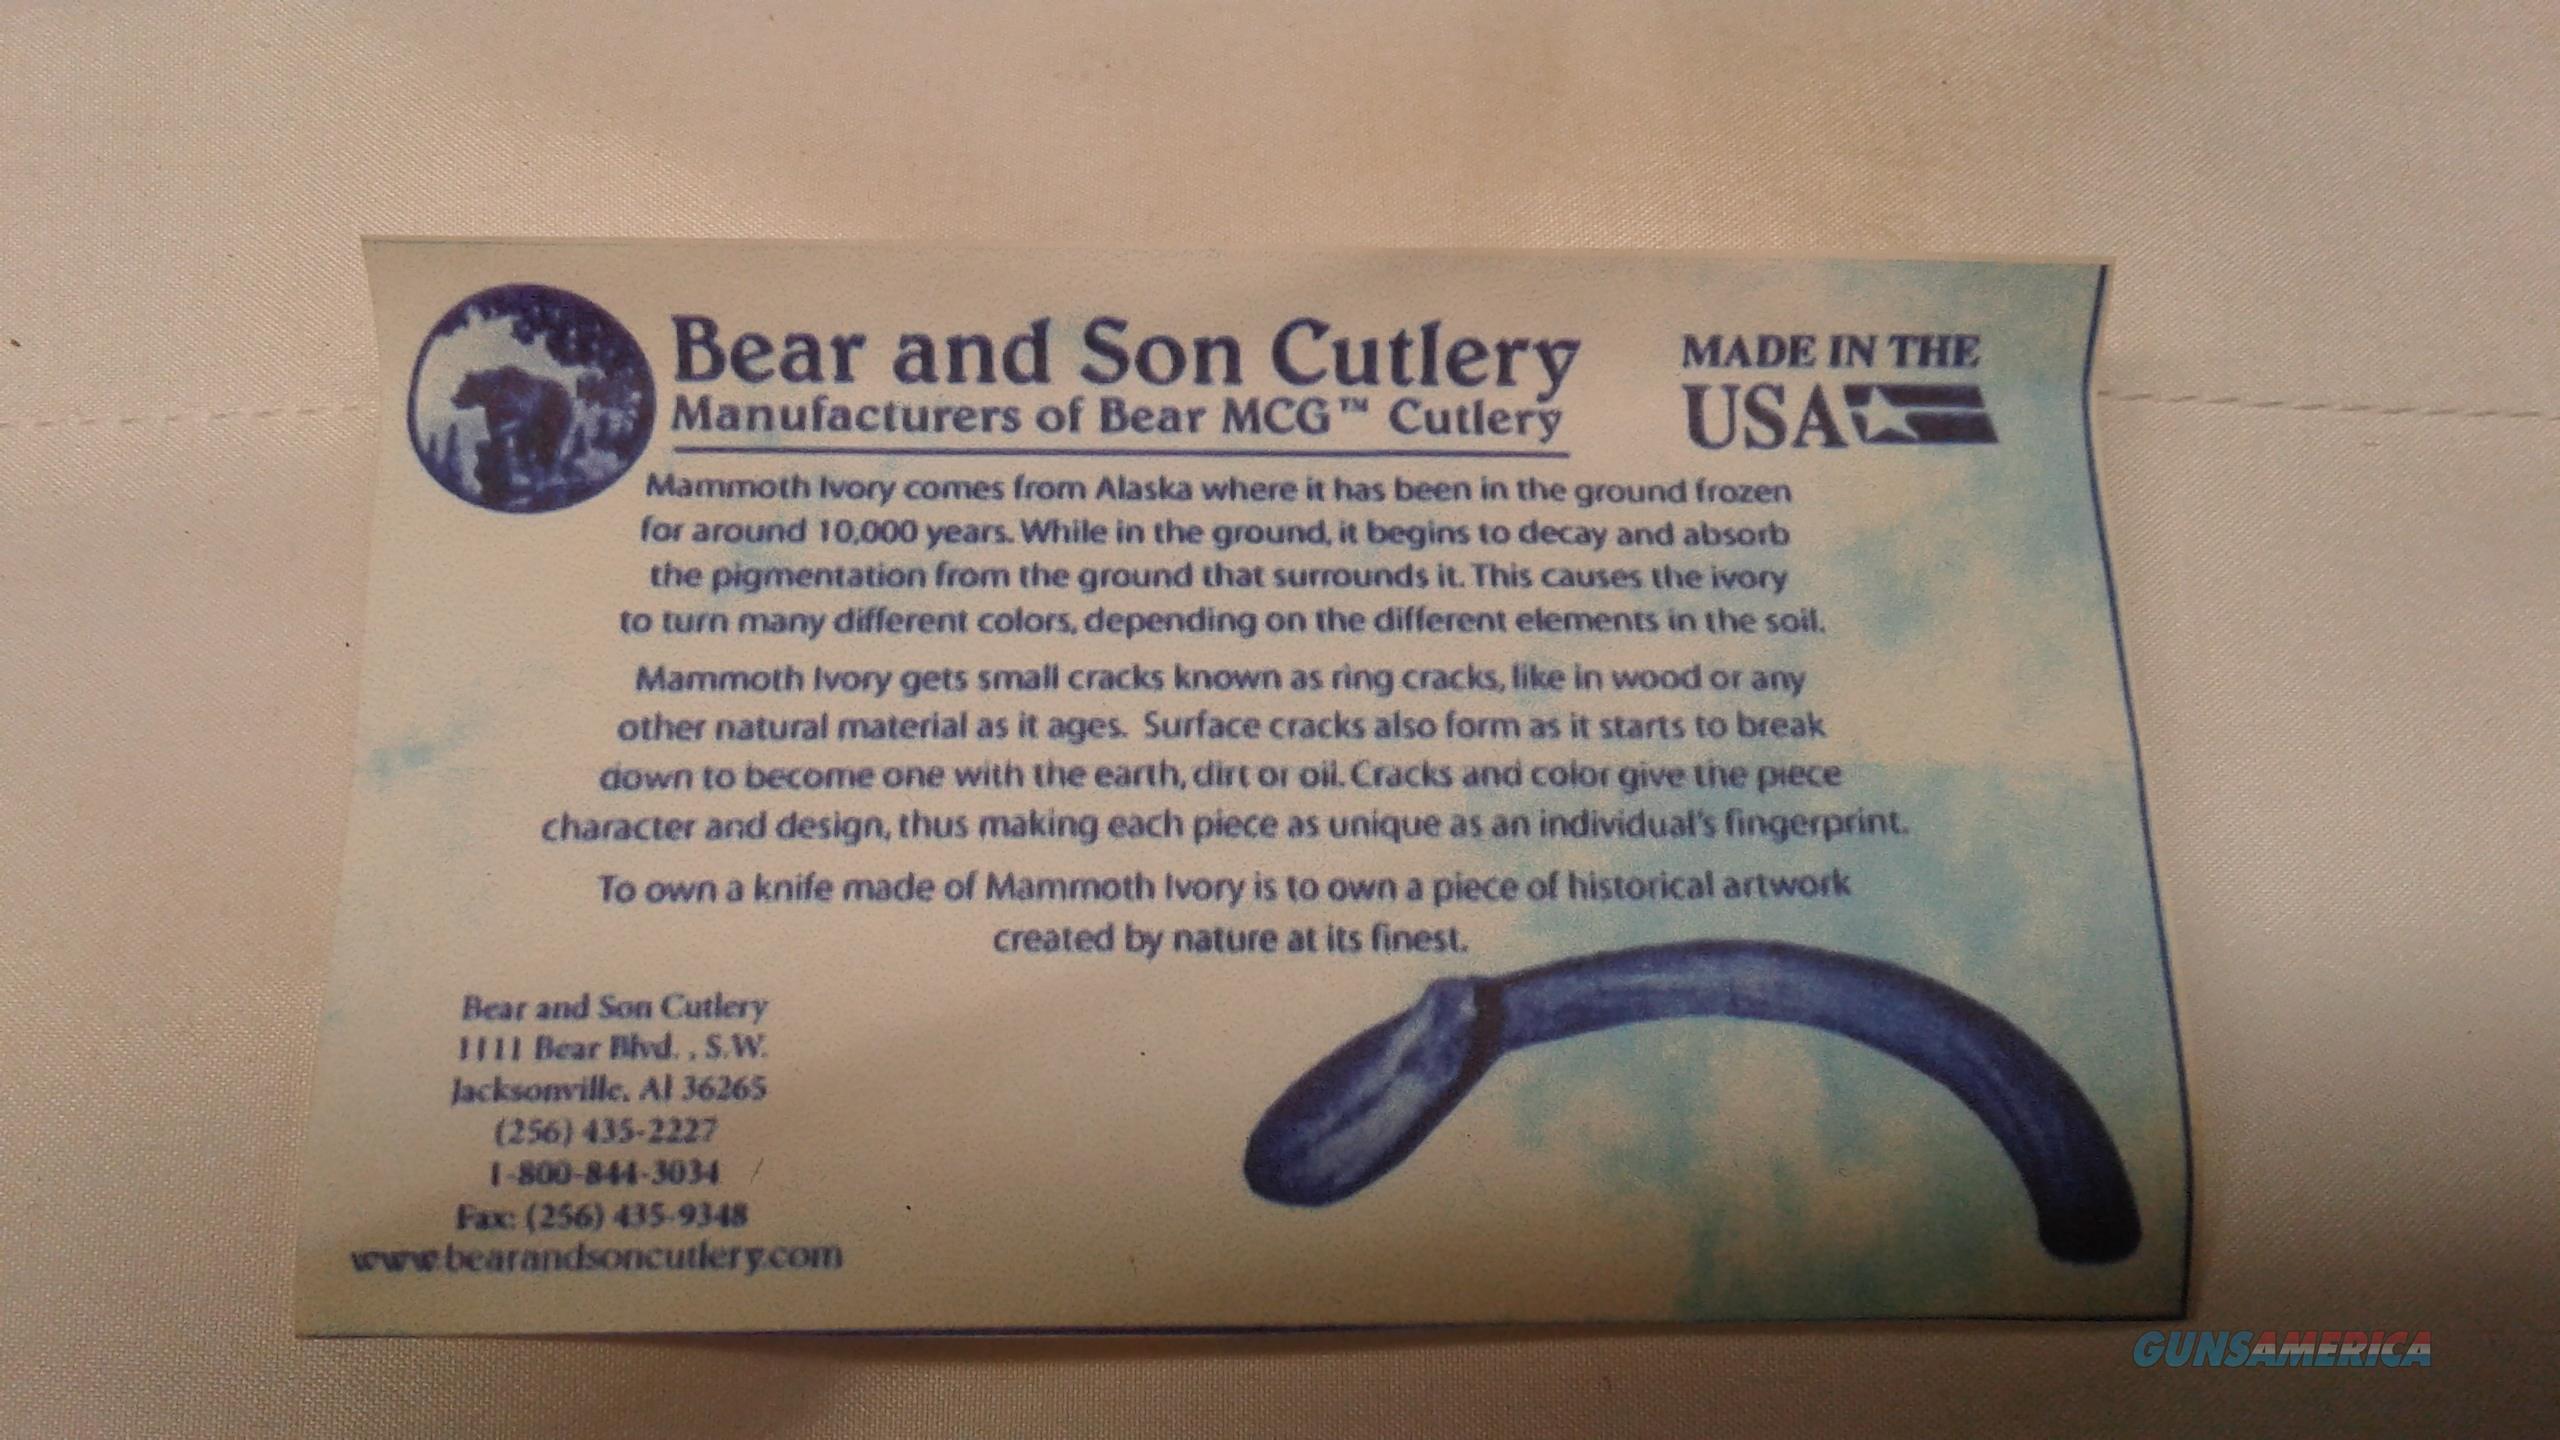 Bear and Son Cutlery
Manufacturers of Bear MCG™ Cutlery
MADE IN THE
USA
Mammoth Ivory comes from Alaska where it has been in the ground frozen
for around 10,000 years. While in the ground, it begins to decay and absorb
the pigmentation from the ground that surrounds it. This causes the ivory
to turn many different colors, depending on the different elements in the soil.
Mammoth Ivory gets small cracks known as ring cracks, like in wood or any
other natural material as it ages. Surface cracks also form as it starts to break
down to become one with the earth, dirt or oil. Cracks and color give the piece
character and design, thus making each piece as unique as an individual's fingerprint.
To own a knife made of Mammoth Ivory is to own a piece of historical artwork
created by nature at its finest.
Bear and Son Cutlery
1111 Bear Blvd. , S.W.
Jacksonville, Al 36265
(256) 435-2227
1-800-844-3034
Fax: (256) 435-9348
www.bearandsoncutlery.com
GUNSAMERICA